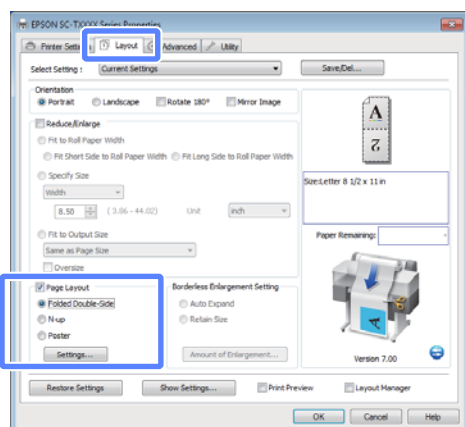 EPSON SC-TXXXX Series Properties
Printer Settings Layout Advanced Utility
Select Setting : Current Settings Save/Del...
Orientation
Portrait Landscape Rotate 180° Mirror Image
Reduce/Enlarge
Fit to Roll Paper Width
Fit Short Side to Roll Paper Width Fit Long Side to Roll Paper Width
Specify Size
Width
8.50 ( 3.86 - 44.02) Unit inch
Fit to Output Size
Same as Page Size
Oversize
A
2
Size:Letter 8 1/2 x 11 in
Paper Remaining:
Page Layout
Folded Double-Side
N-up
Poster
Settings...
Borderless Enlargement Setting
Auto Expand
Retain Size
Amount of Enlargement...
A
Version 7.00
Restore Settings Show Settings... Print Preview Layout Manager
OK Cancel Help